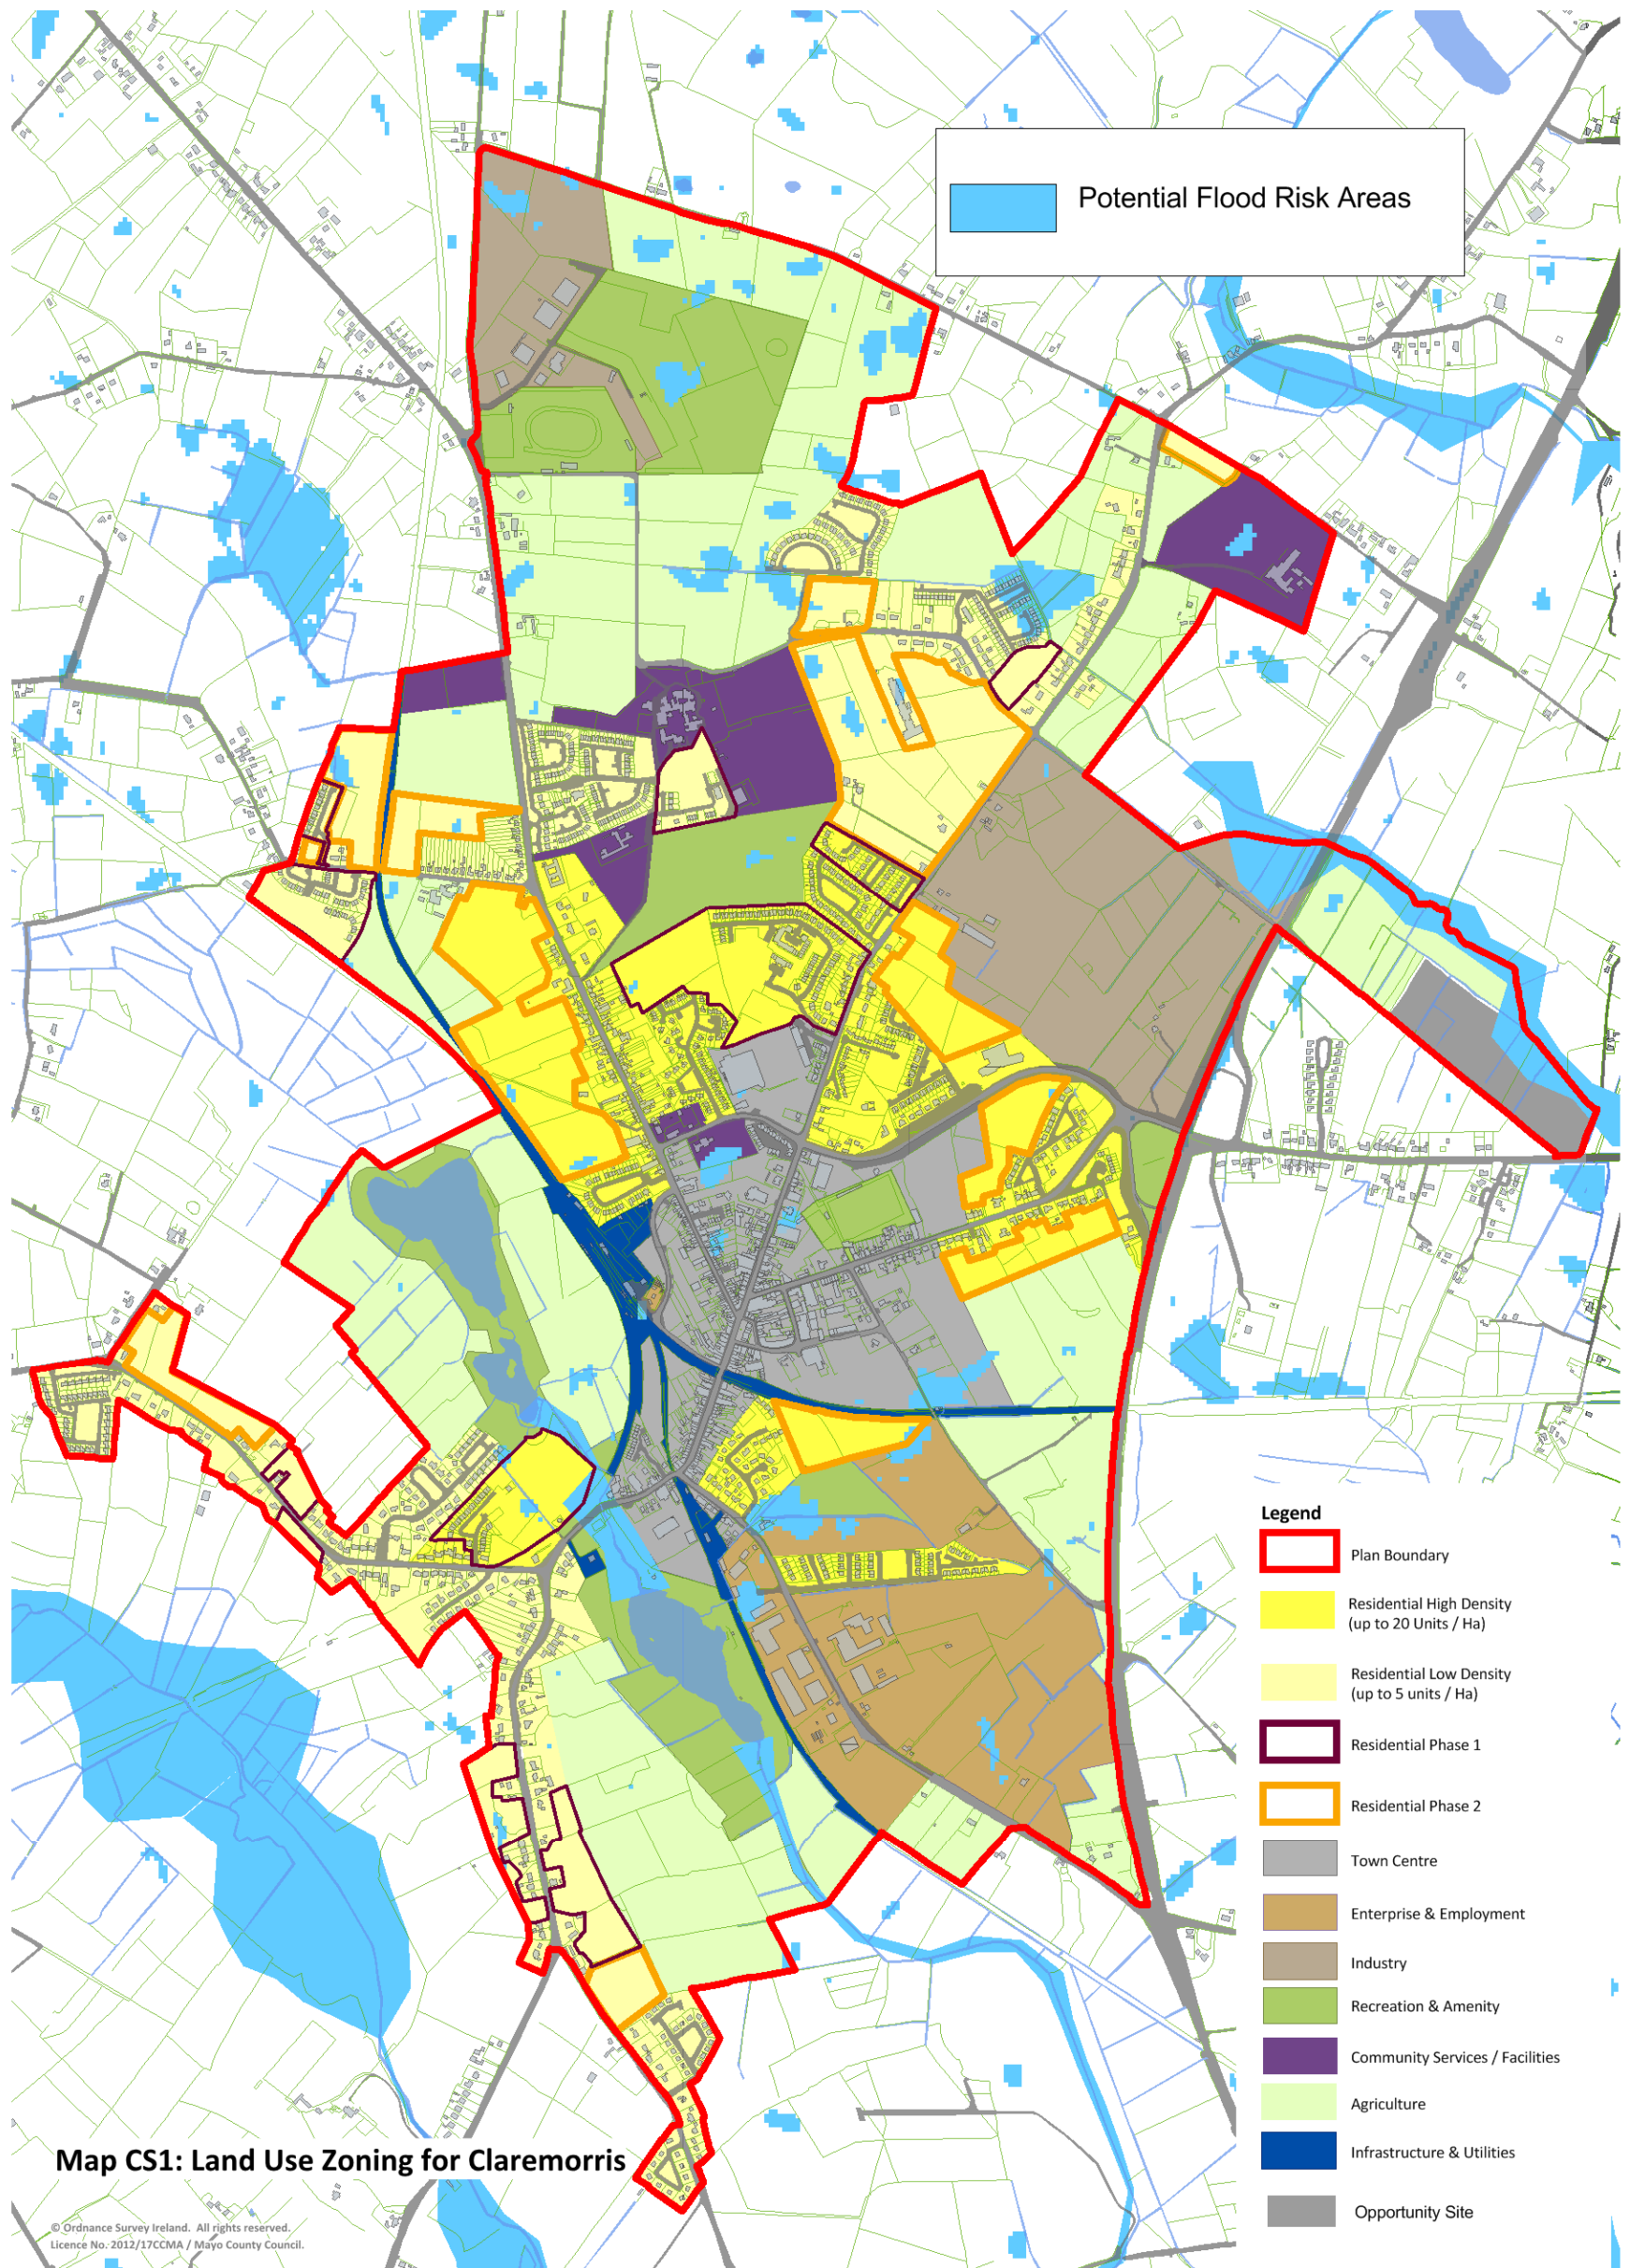 Potential Flood Risk Areas
Legend
Plan Boundary
Residential High Density
(up to 20 Units / Ha)
Residential Low Density
(up to 5 units / Ha)
Residential Phase 1
Residential Phase 2
Town Centre
Enterprise & Employment
Industry
Recreation & Amenity
Community Services / Facilities
Agriculture
Infrastructure & Utilities
Opportunity Site
Map CS1: Land Use Zoning for Claremorris
© Ordnance Survey Ireland. All rights reserved.
Licence No. 2012/17CCMA / Mayo County Council.